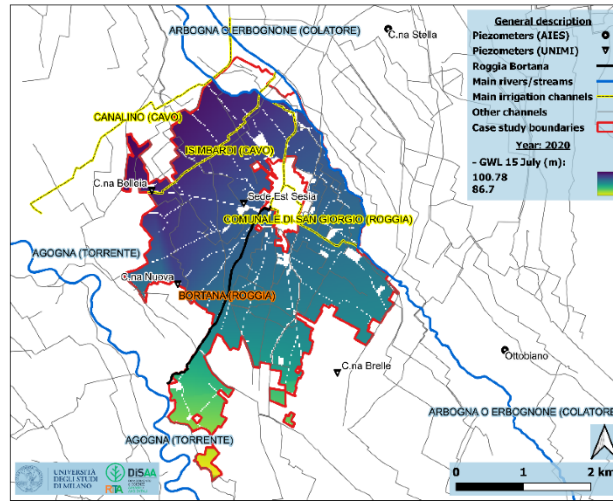 ARBOGNA O ERBOGNONE (COLATORE)
C.na Stella
General description
Piezometers (AIES)
Piezometers (UNIMI)
Roggia Bortana
Main rivers/streams
Main irrigation channels
Other channels
Case study boundaries
Year: 2020
- GWL 15 July (m):
100.78
86.7
CANALINO (CAVO)
ISIMBARDI (CAVO)
C.na Bolleia
Sede Est Sesia
COMUNALE DI SAN GIORGIO (ROGGIA)
AGOGNA (TORRENTE)
C.na Nuova
BORTANA (ROGGIA)
Ottobiano
C.na Brelle
ARBOGNA O ERBOGNONE (COLATORE)
AGOGNA (TORRENTE)
UNIVERSITÀ
DEGLI STUDI
DI MILANO
DiSAA
0 1 2 km